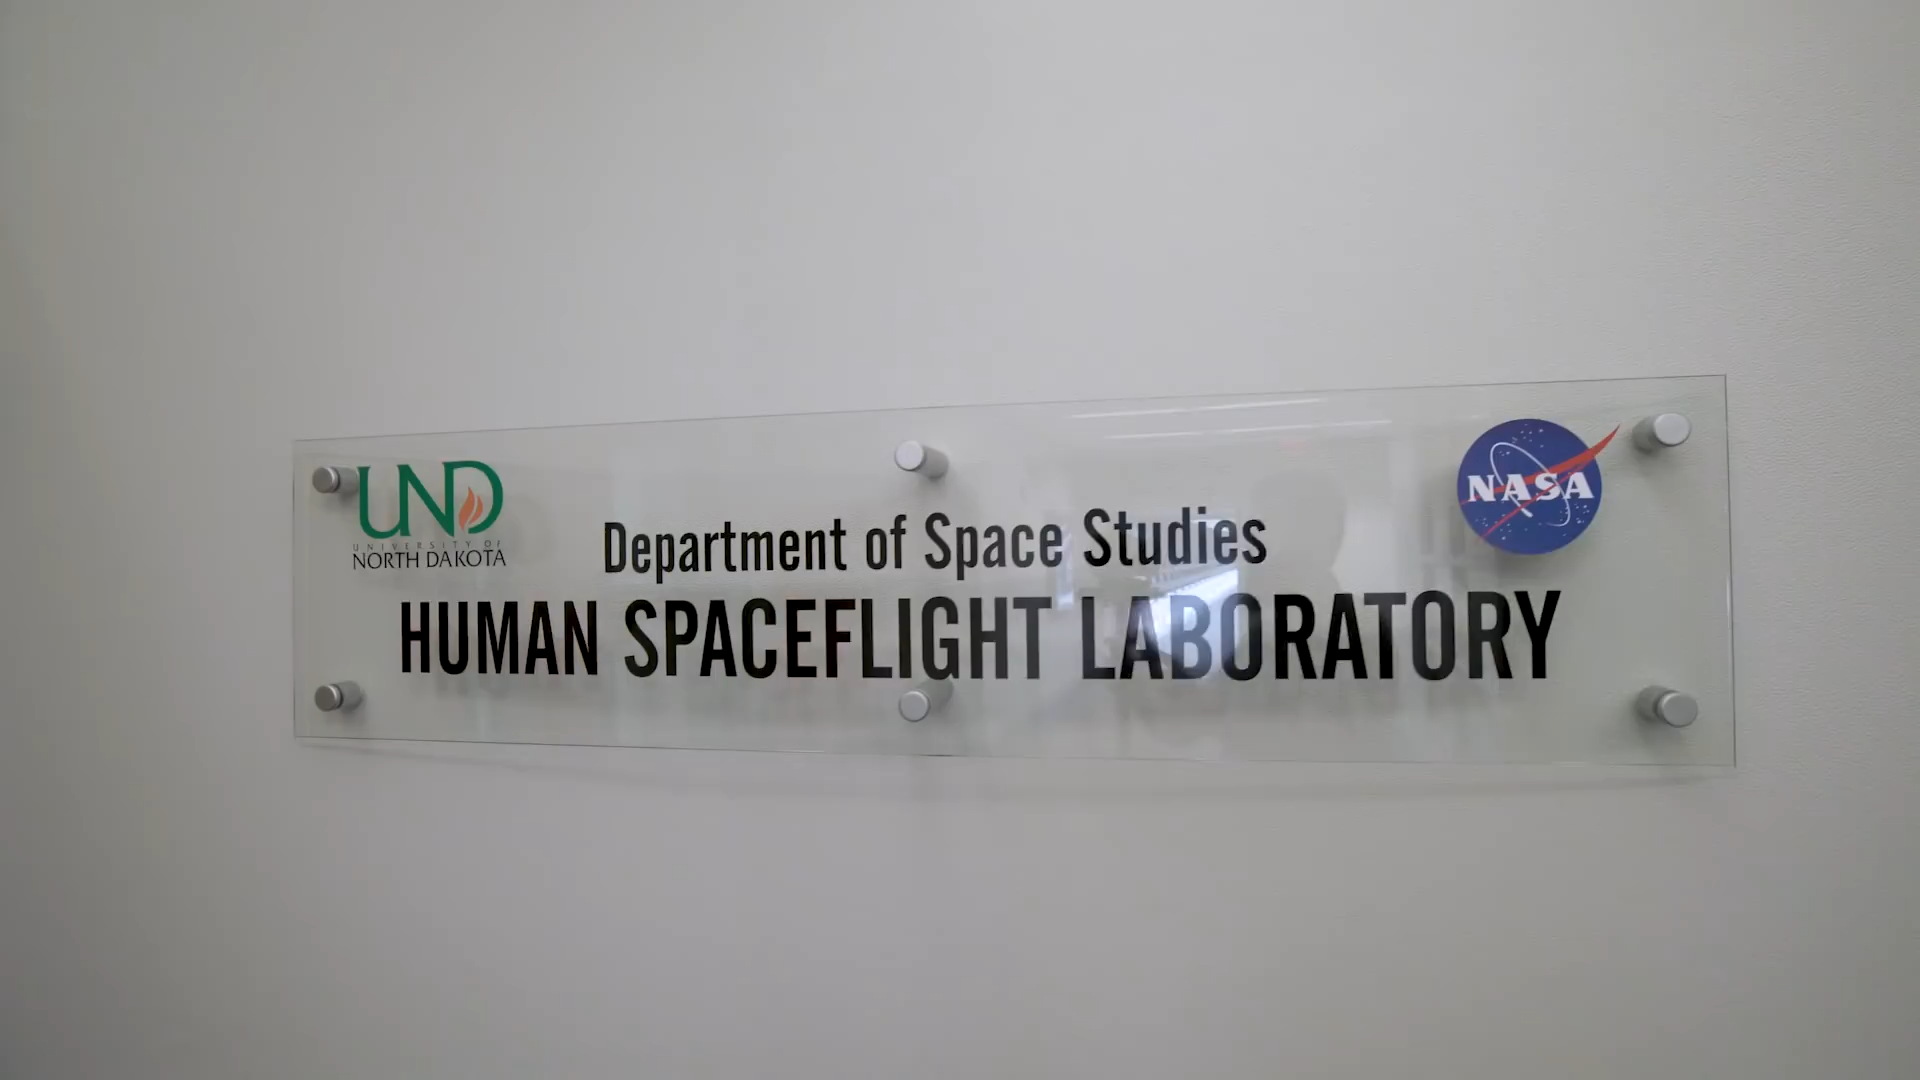 UND
UNIVERSITY OF
NORTH DAKOTA
NASA
Department of Space Studies
HUMAN SPACEFLIGHT LABORATORY